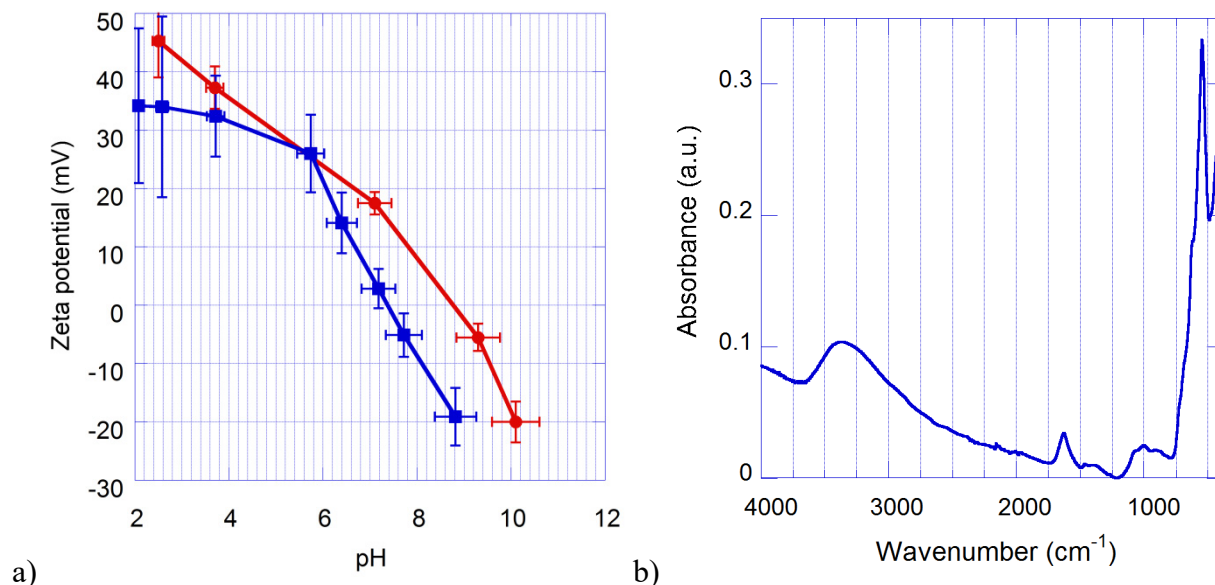 50
40
30
20
10
0
-10
-20
-30
Zeta potential (mV)
2 4 6 8 10 12
pH
a)
0.3
0.2
0.1
0
Absorbance (a.u.)
4000 3000 2000 1000
Wavenumber (cm⁻¹)
b)